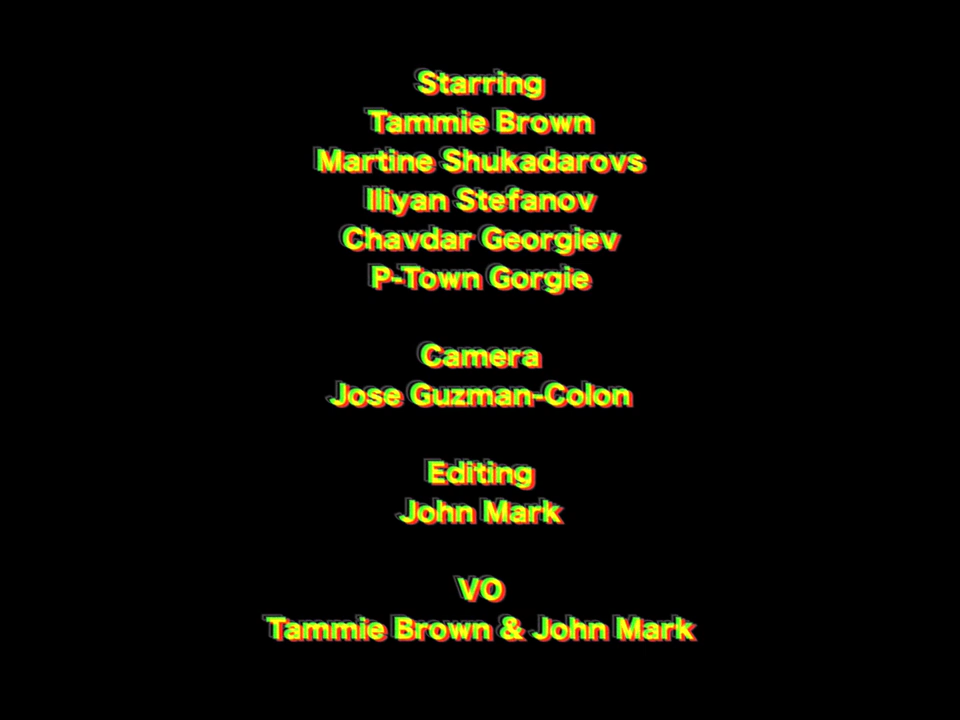 Starring
Tammie Brown
Martine Shukadarovs
Iliyan Stefanov
Chavdar Georgiev
P-Town Gorgie
Camera
Jose Guzman-Colon
Editing
John Mark
VO
Tammie Brown & John Mark